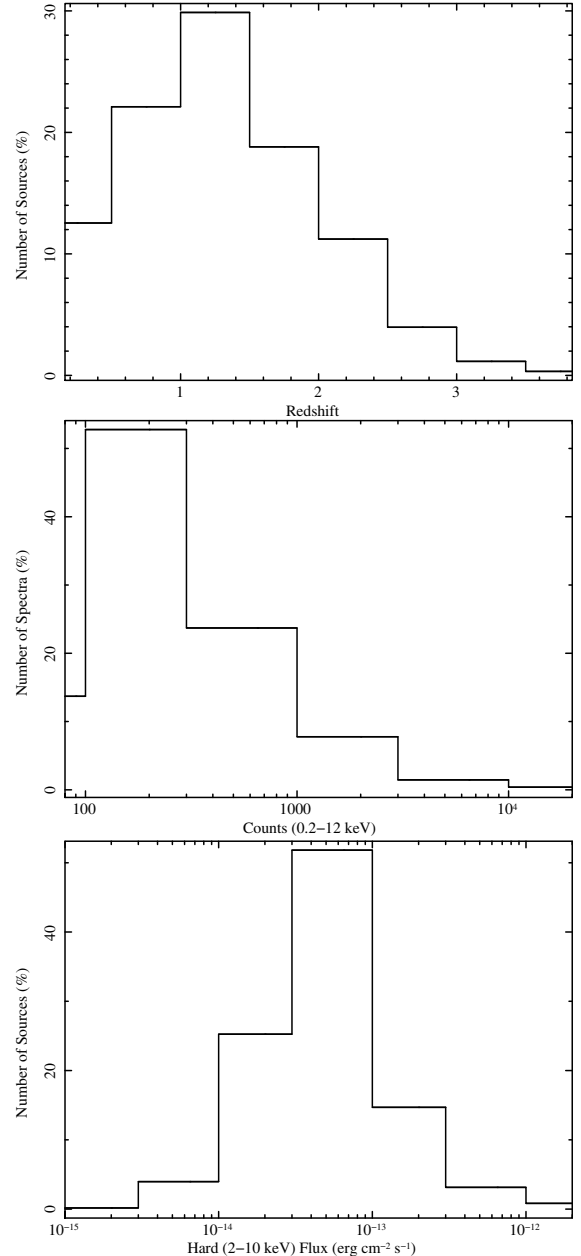 30
20
10
0
Number of Sources (%)
1 2 3
Redshift
40
20
0
Number of Spectra (%)
100 1000 10⁴
Counts (0.2−12 keV)
40
20
0
Number of Sources (%)
10⁻¹⁵ 10⁻¹⁴ 10⁻¹³ 10⁻¹²
Hard (2−10 keV) Flux (erg cm⁻² s⁻¹)